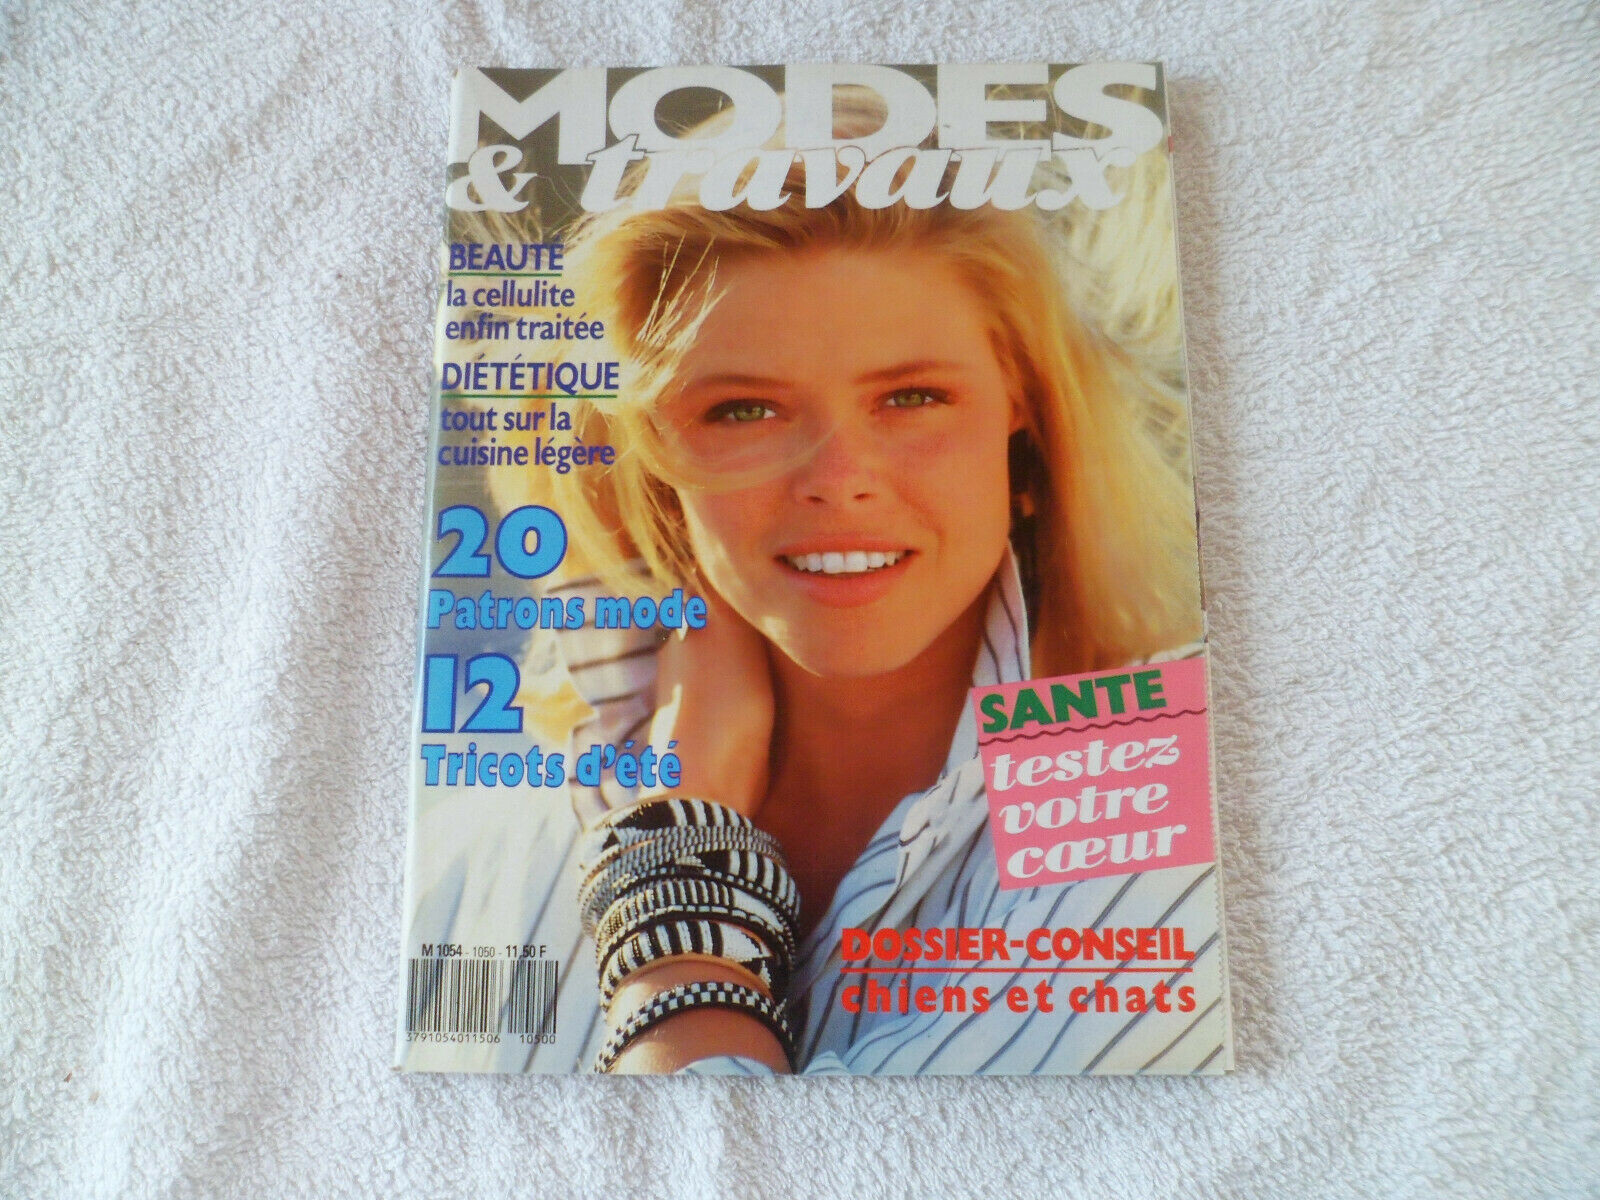 MODES
& travaux
BEAUTÉ
la cellulite
enfin traitée
DIÉTÉTIQUE
tout sur la
cuisine légère
20
Patrons mode
12
Tricots d'été
SANTE
testez
votre
cœur
DOSSIER-CONSEIL
chiens et chats
M 1054 - 1050 - 11,50 F
3791054011506 10500